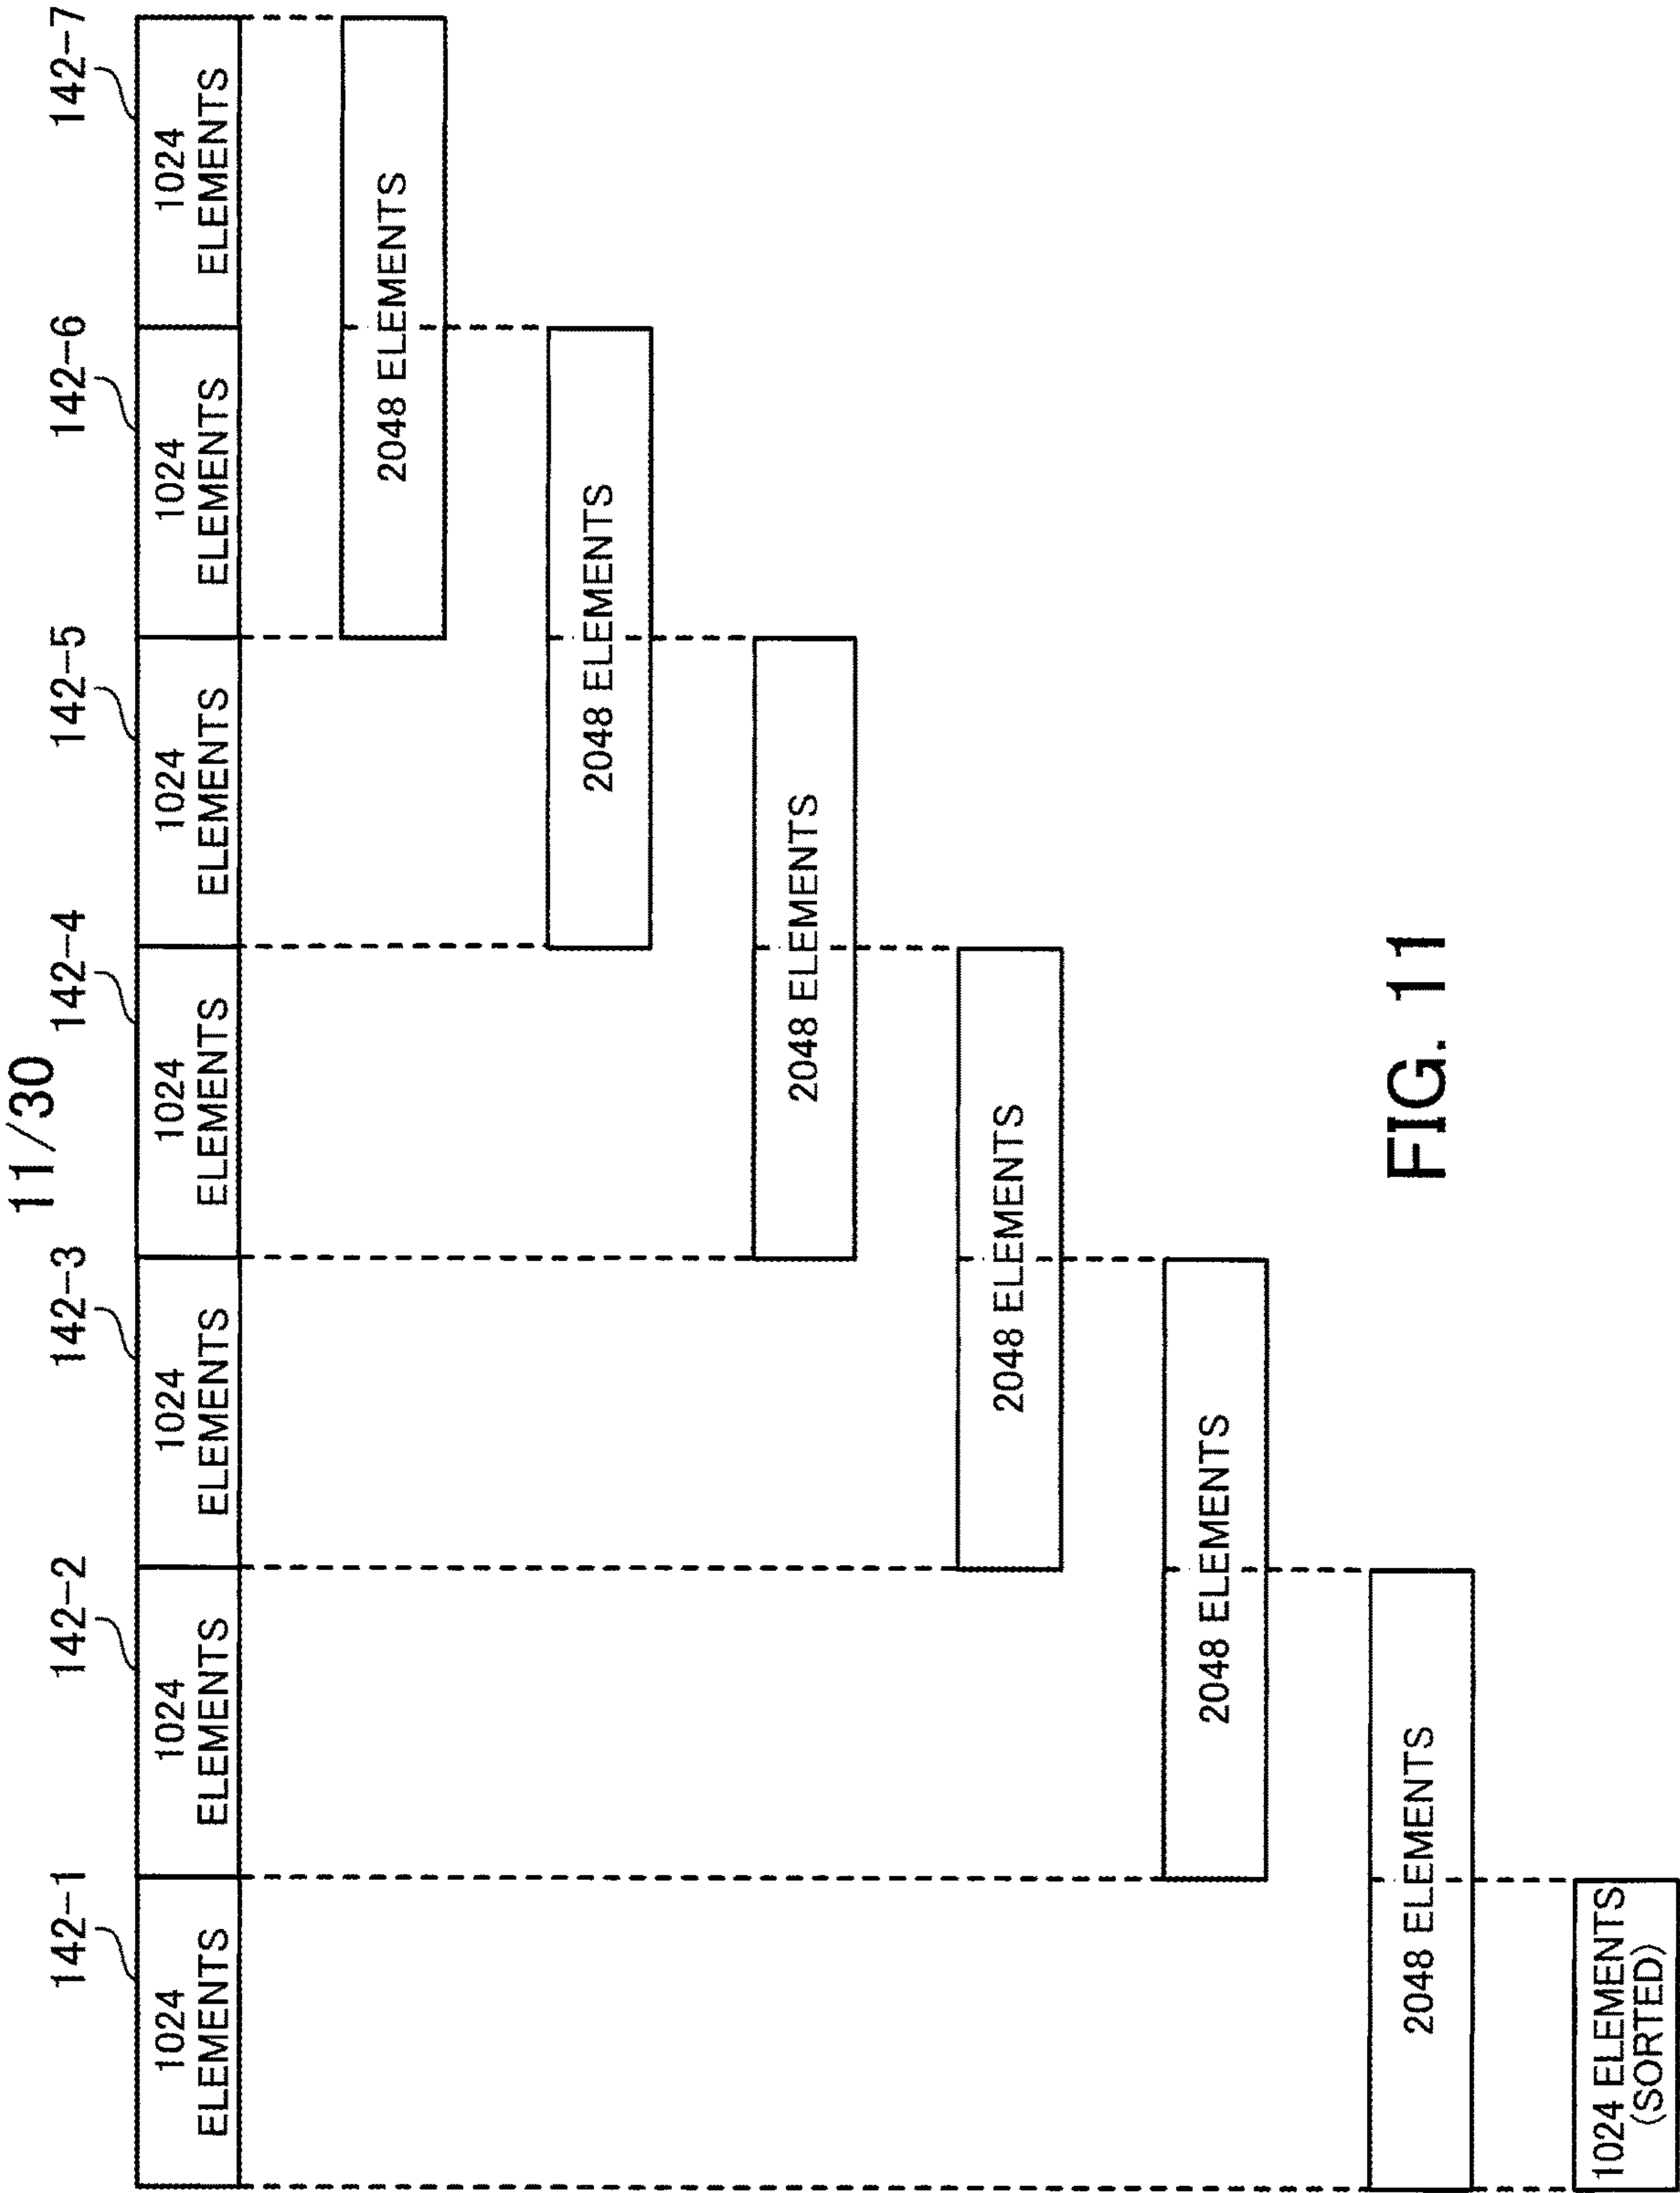 11/30
142-1
142-2
142-3
142-4
142-5
142-6
142-7
1024
ELEMENTS
1024
ELEMENTS
1024
ELEMENTS
1024
ELEMENTS
1024
ELEMENTS
1024
ELEMENTS
1024
ELEMENTS
2048 ELEMENTS
2048 ELEMENTS
2048 ELEMENTS
2048 ELEMENTS
2048 ELEMENTS
2048 ELEMENTS
1024 ELEMENTS
(SORTED)
FIG. 11